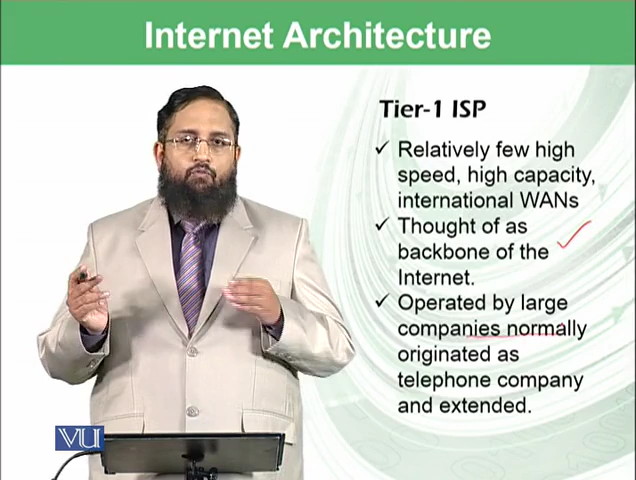 Internet Architecture
Tier-1 ISP
✓ Relatively few high
speed, high capacity,
international WANs
✓ Thought of as
backbone of the
Internet.
✓ Operated by large
companies normally
originated as
telephone company
and extended.
VU